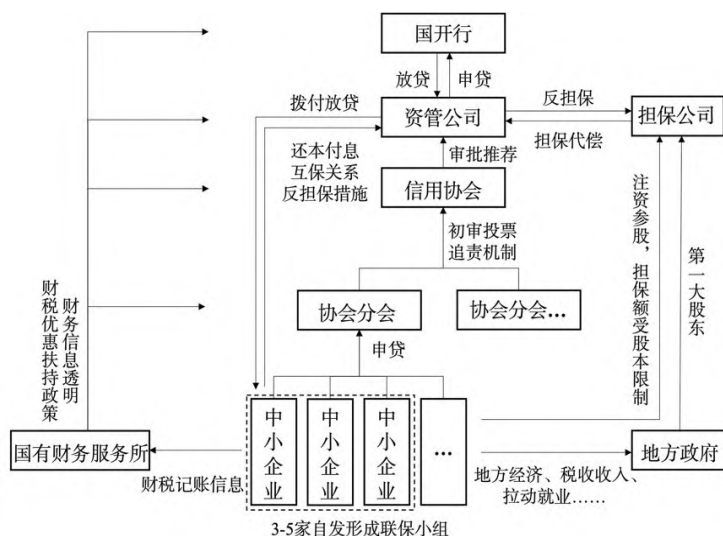 国开行
放贷
申贷
拨付放贷
资管公司
反担保
担保代偿
担保公司
还本付息
互保关系
反担保措施
审批推荐
信用协会
初审投票
追责机制
注资参股，担保额受股本限制
第一大股东
财务信息透明
财税优惠扶持政策
协会分会
协会分会…
申贷
中小企业
中小企业
中小企业
…
国有财务服务所
财税记账信息
地方政府
地方经济、税收收入、
拉动就业……
3-5家自发形成联保小组